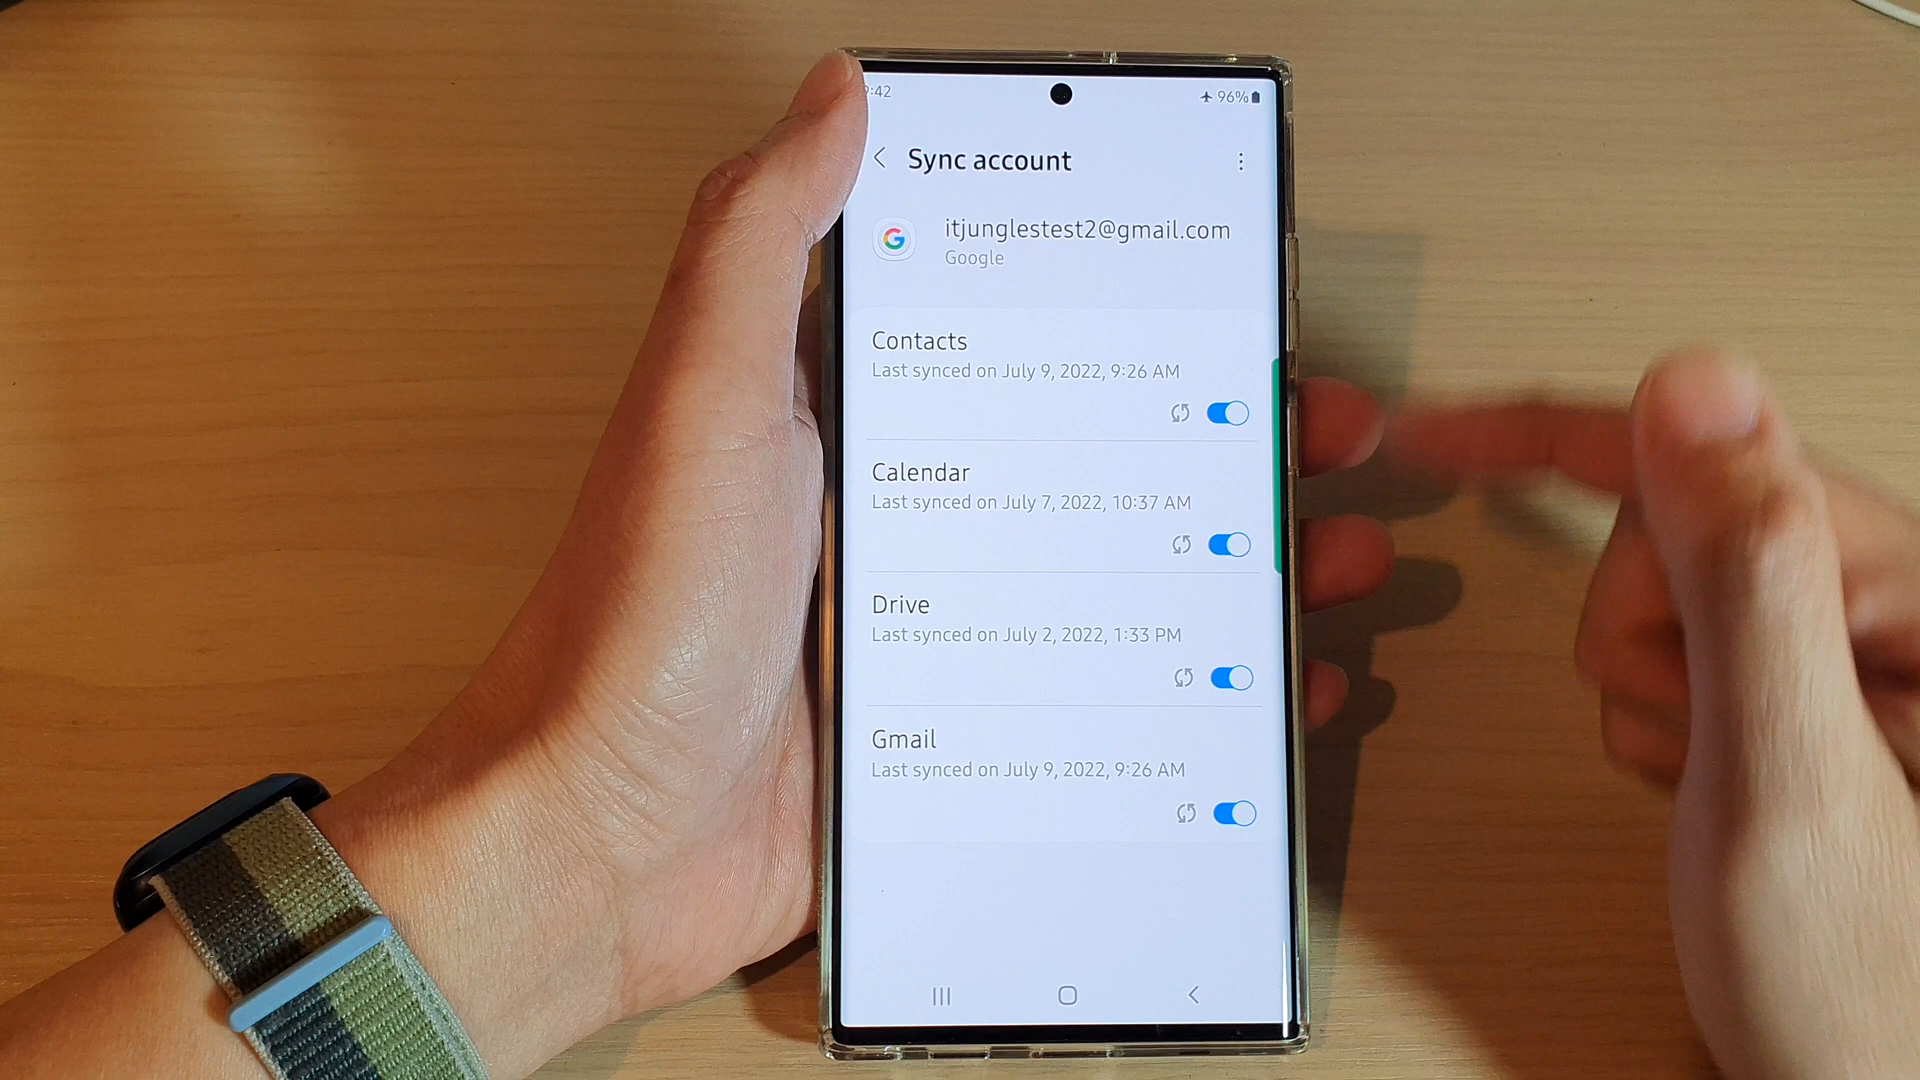 :42
96%
Sync account
itjunglestest2@gmail.com
Google
Contacts
Last synced on July 9, 2022, 9:26 AM
Calendar
Last synced on July 7, 2022, 10:37 AM
Drive
Last synced on July 2, 2022, 1:33 PM
Gmail
Last synced on July 9, 2022, 9:26 AM